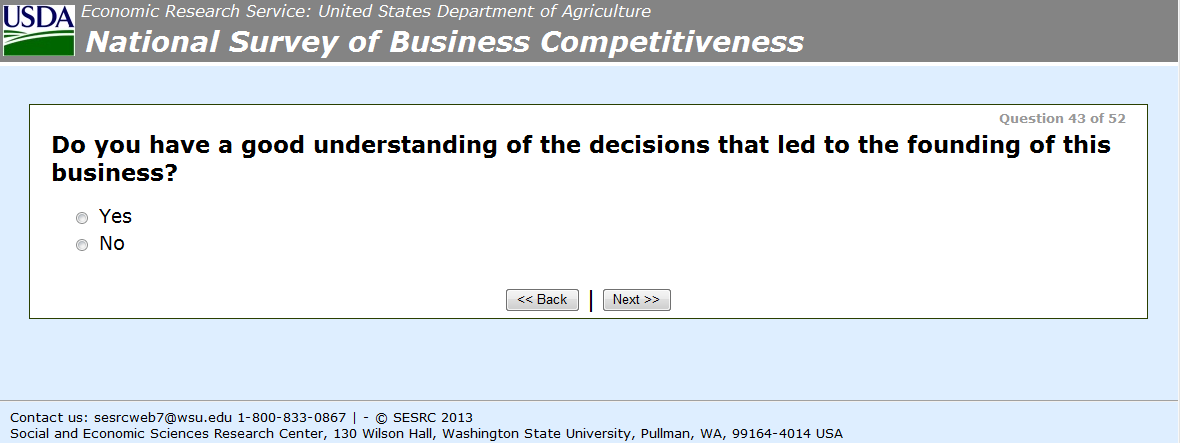 USDA
Economic Research Service: United States Department of Agriculture
National Survey of Business Competitiveness
Question 43 of 52
Do you have a good understanding of the decisions that led to the founding of this
business?
Yes
No
<< Back | Next >>
Contact us: sesrcweb7@wsu.edu 1-800-833-0867 | - © SESRC 2013
Social and Economic Sciences Research Center, 130 Wilson Hall, Washington State University, Pullman, WA, 99164-4014 USA